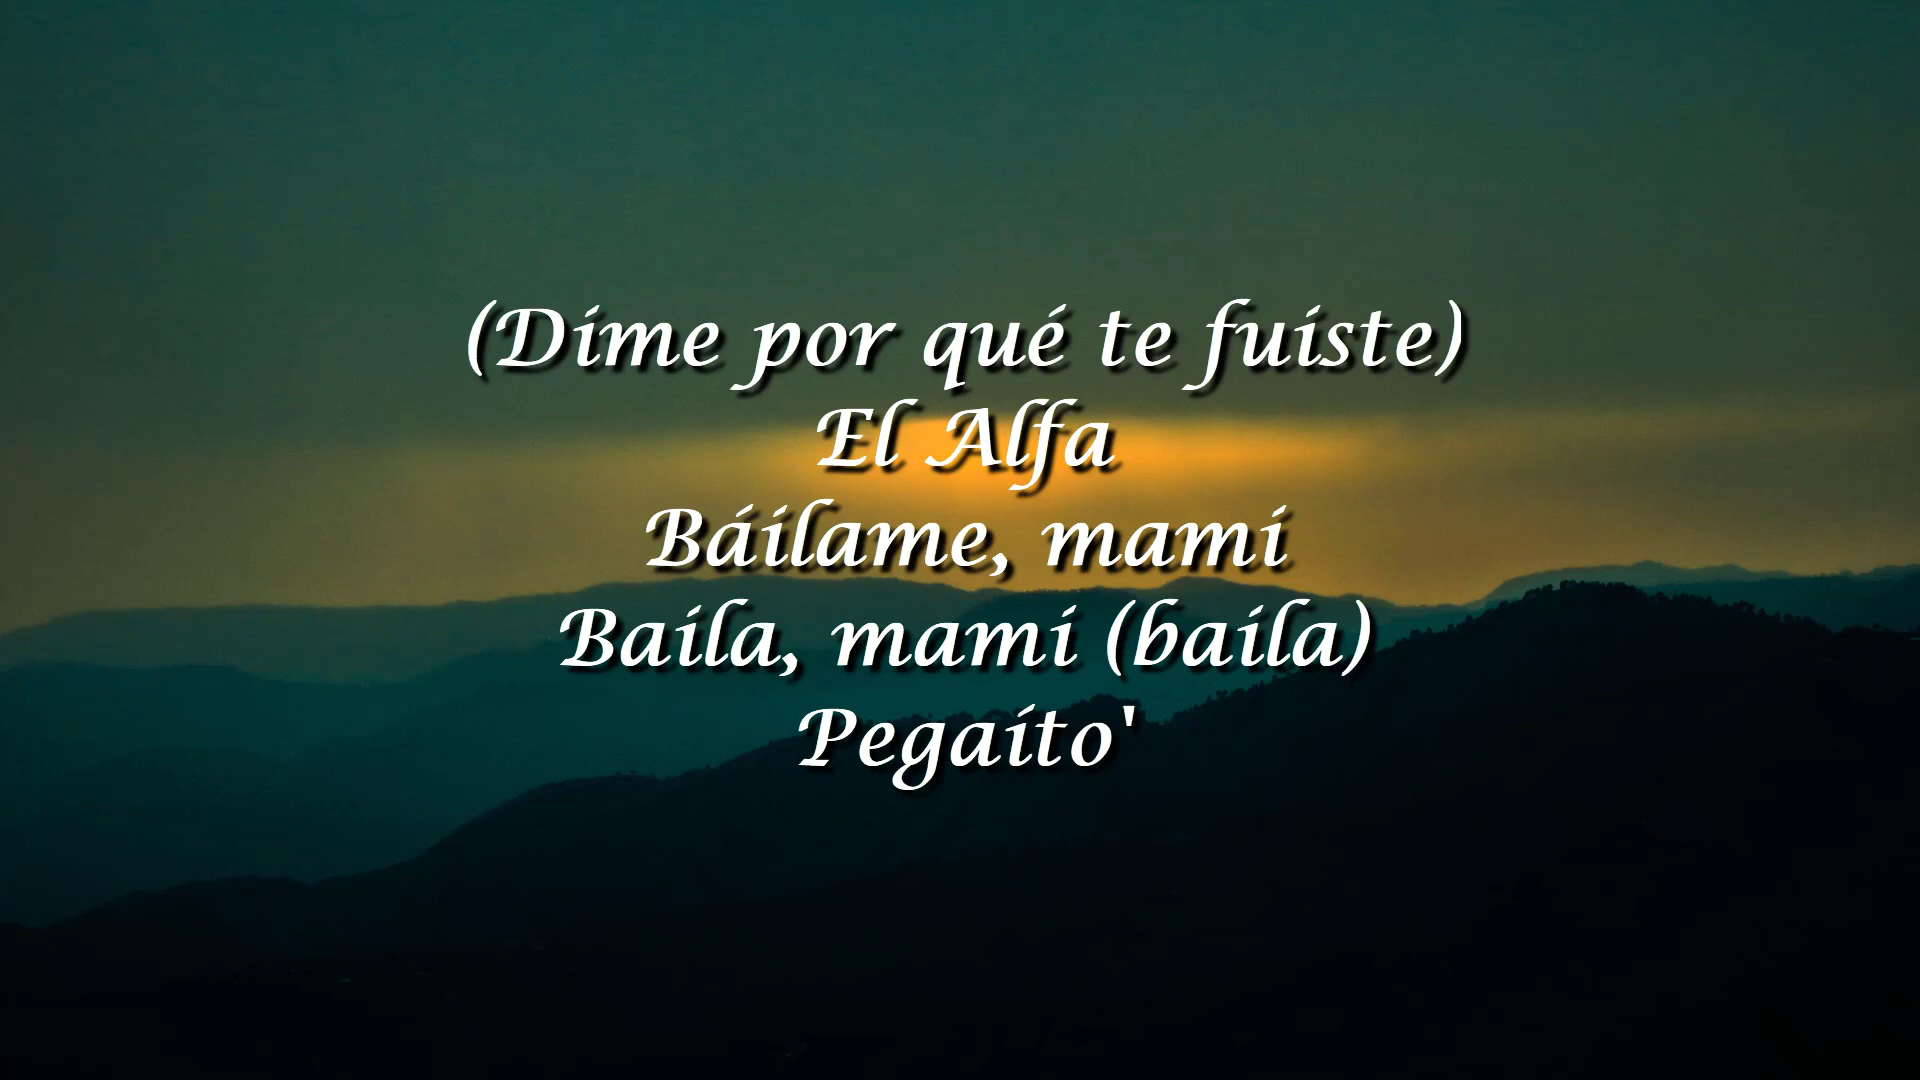 (Dime por qué te fuiste)
El Alfa
Báilame, mami
Baila, mami (baila)
Pegaíto'